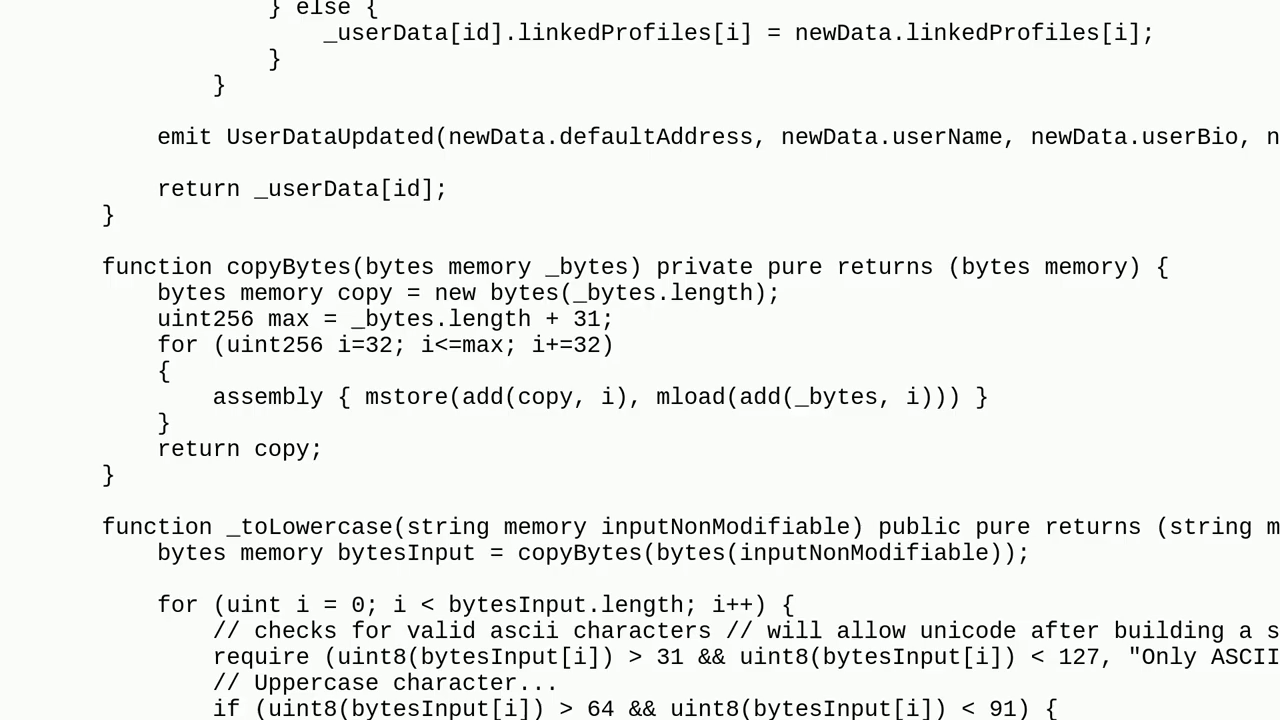 } else {
_userData[id].linkedProfiles[i] = newData.linkedProfiles[i];
}
}
emit UserDataUpdated(newData.defaultAddress, newData.userName, newData.userBio, n
return _userData[id];
}
function copyBytes(bytes memory _bytes) private pure returns (bytes memory) {
bytes memory copy = new bytes(_bytes.length);
uint256 max = _bytes.length + 31;
for (uint256 i=32; i<=max; i+=32)
{
assembly { mstore(add(copy, i), mload(add(_bytes, i))) }
}
return copy;
}
function _toLowercase(string memory inputNonModifiable) public pure returns (string m
bytes memory bytesInput = copyBytes(bytes(inputNonModifiable));
for (uint i = 0; i < bytesInput.length; i++) {
// checks for valid ascii characters // will allow unicode after building a s
require (uint8(bytesInput[i]) > 31 && uint8(bytesInput[i]) < 127, "Only ASCII
// Uppercase character...
if (uint8(bytesInput[i]) > 64 && uint8(bytesInput[i]) < 91) {